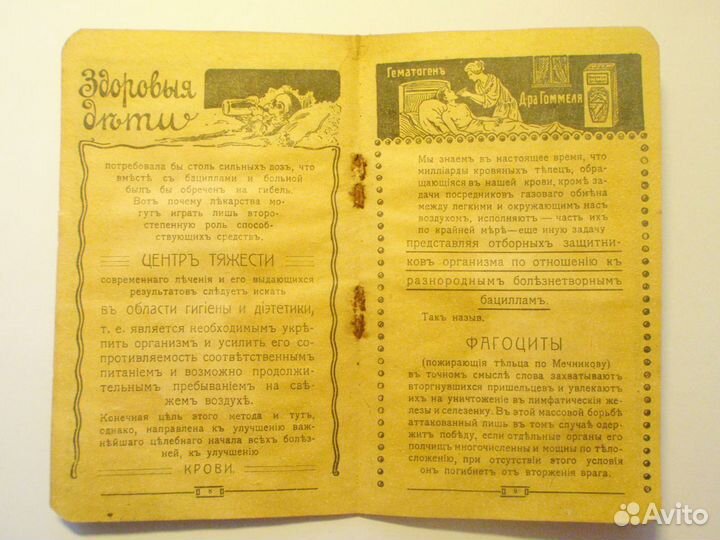 Здоровыя
дѣти
потребовала бы столь сильныхъ дозъ, что
вмѣстѣ съ бациллами и больной
былъ бы обреченъ на гибель.
Вотъ почему лѣкарства мо-
гутъ играть лишь второ-
степенную роль способ-
ствующихъ средствъ.
ЦЕНТРЪ ТЯЖЕСТИ
современнаго лѣченія и его выдающихся
результатовъ слѣдуетъ искать
въ области гигіены и діэтетики,
т. е. является необходимымъ укрѣ-
пить организмъ и усилить его со-
противляемость соотвѣтственнымъ
питаніемъ и возможно продолжи-
тельнымъ пребываніемъ на свѣ-
жемъ воздухѣ.
Конечная цѣль этого метода и тутъ,
однако, направлена къ улучшенію важ-
нѣйшаго цѣлебнаго начала всѣхъ болѣз-
ней, къ улучшенію
КРОВИ.
8
Гематогенъ
Дра Гоммеля
Мы знаемъ въ настоящее время, что
милліарды кровяныхъ тѣлецъ, обра-
щающіяся въ нашей крови, кромѣ за-
дачи посредниковъ газоваго обмѣна
между легкими и окружающимъ насъ
воздухомъ, исполняютъ — часть ихъ
по крайней мѣрѣ — еще иную задачу
представляя отборныхъ защитни-
ковъ организма по отношенію къ
разнороднымъ болѣзнетворнымъ
бацилламъ.
Такъ назыв.
ФАГОЦИТЫ
(пожирающія тѣльца по Мечникову)
въ точномъ смыслѣ слова захватываютъ
вторгнувшихся пришельцевъ и увлекаютъ
ихъ на уничтоженіе въ лимфатическія же-
лезы и селезенку. Въ этой массовой борьбѣ
аттакованный лишь въ томъ случаѣ одер-
житъ побѣду, если отдѣльные органы его
полчищъ многочисленны и мощны по тѣло-
сложенію, при отсутствіи этого условія
онъ погибнетъ отъ вторженія врага.
9
Avito